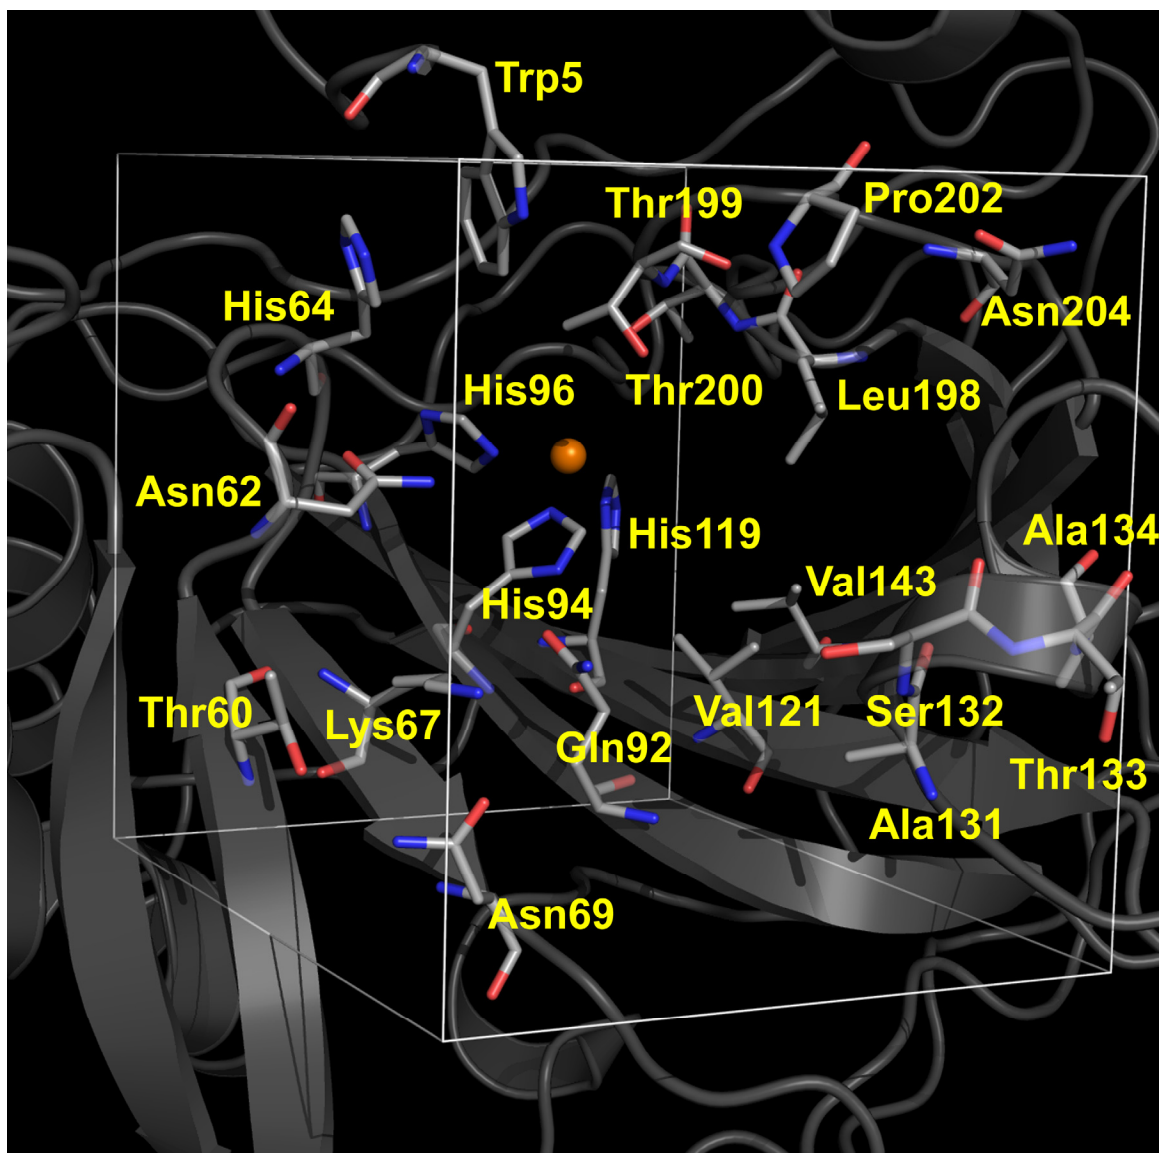 Trp5
Thr199
Pro202
His64
Asn204
His96
Thr200
Leu198
Asn62
His119
Ala134
Val143
His94
Thr60
Lys67
Val121
Ser132
Gln92
Thr133
Ala131
Asn69